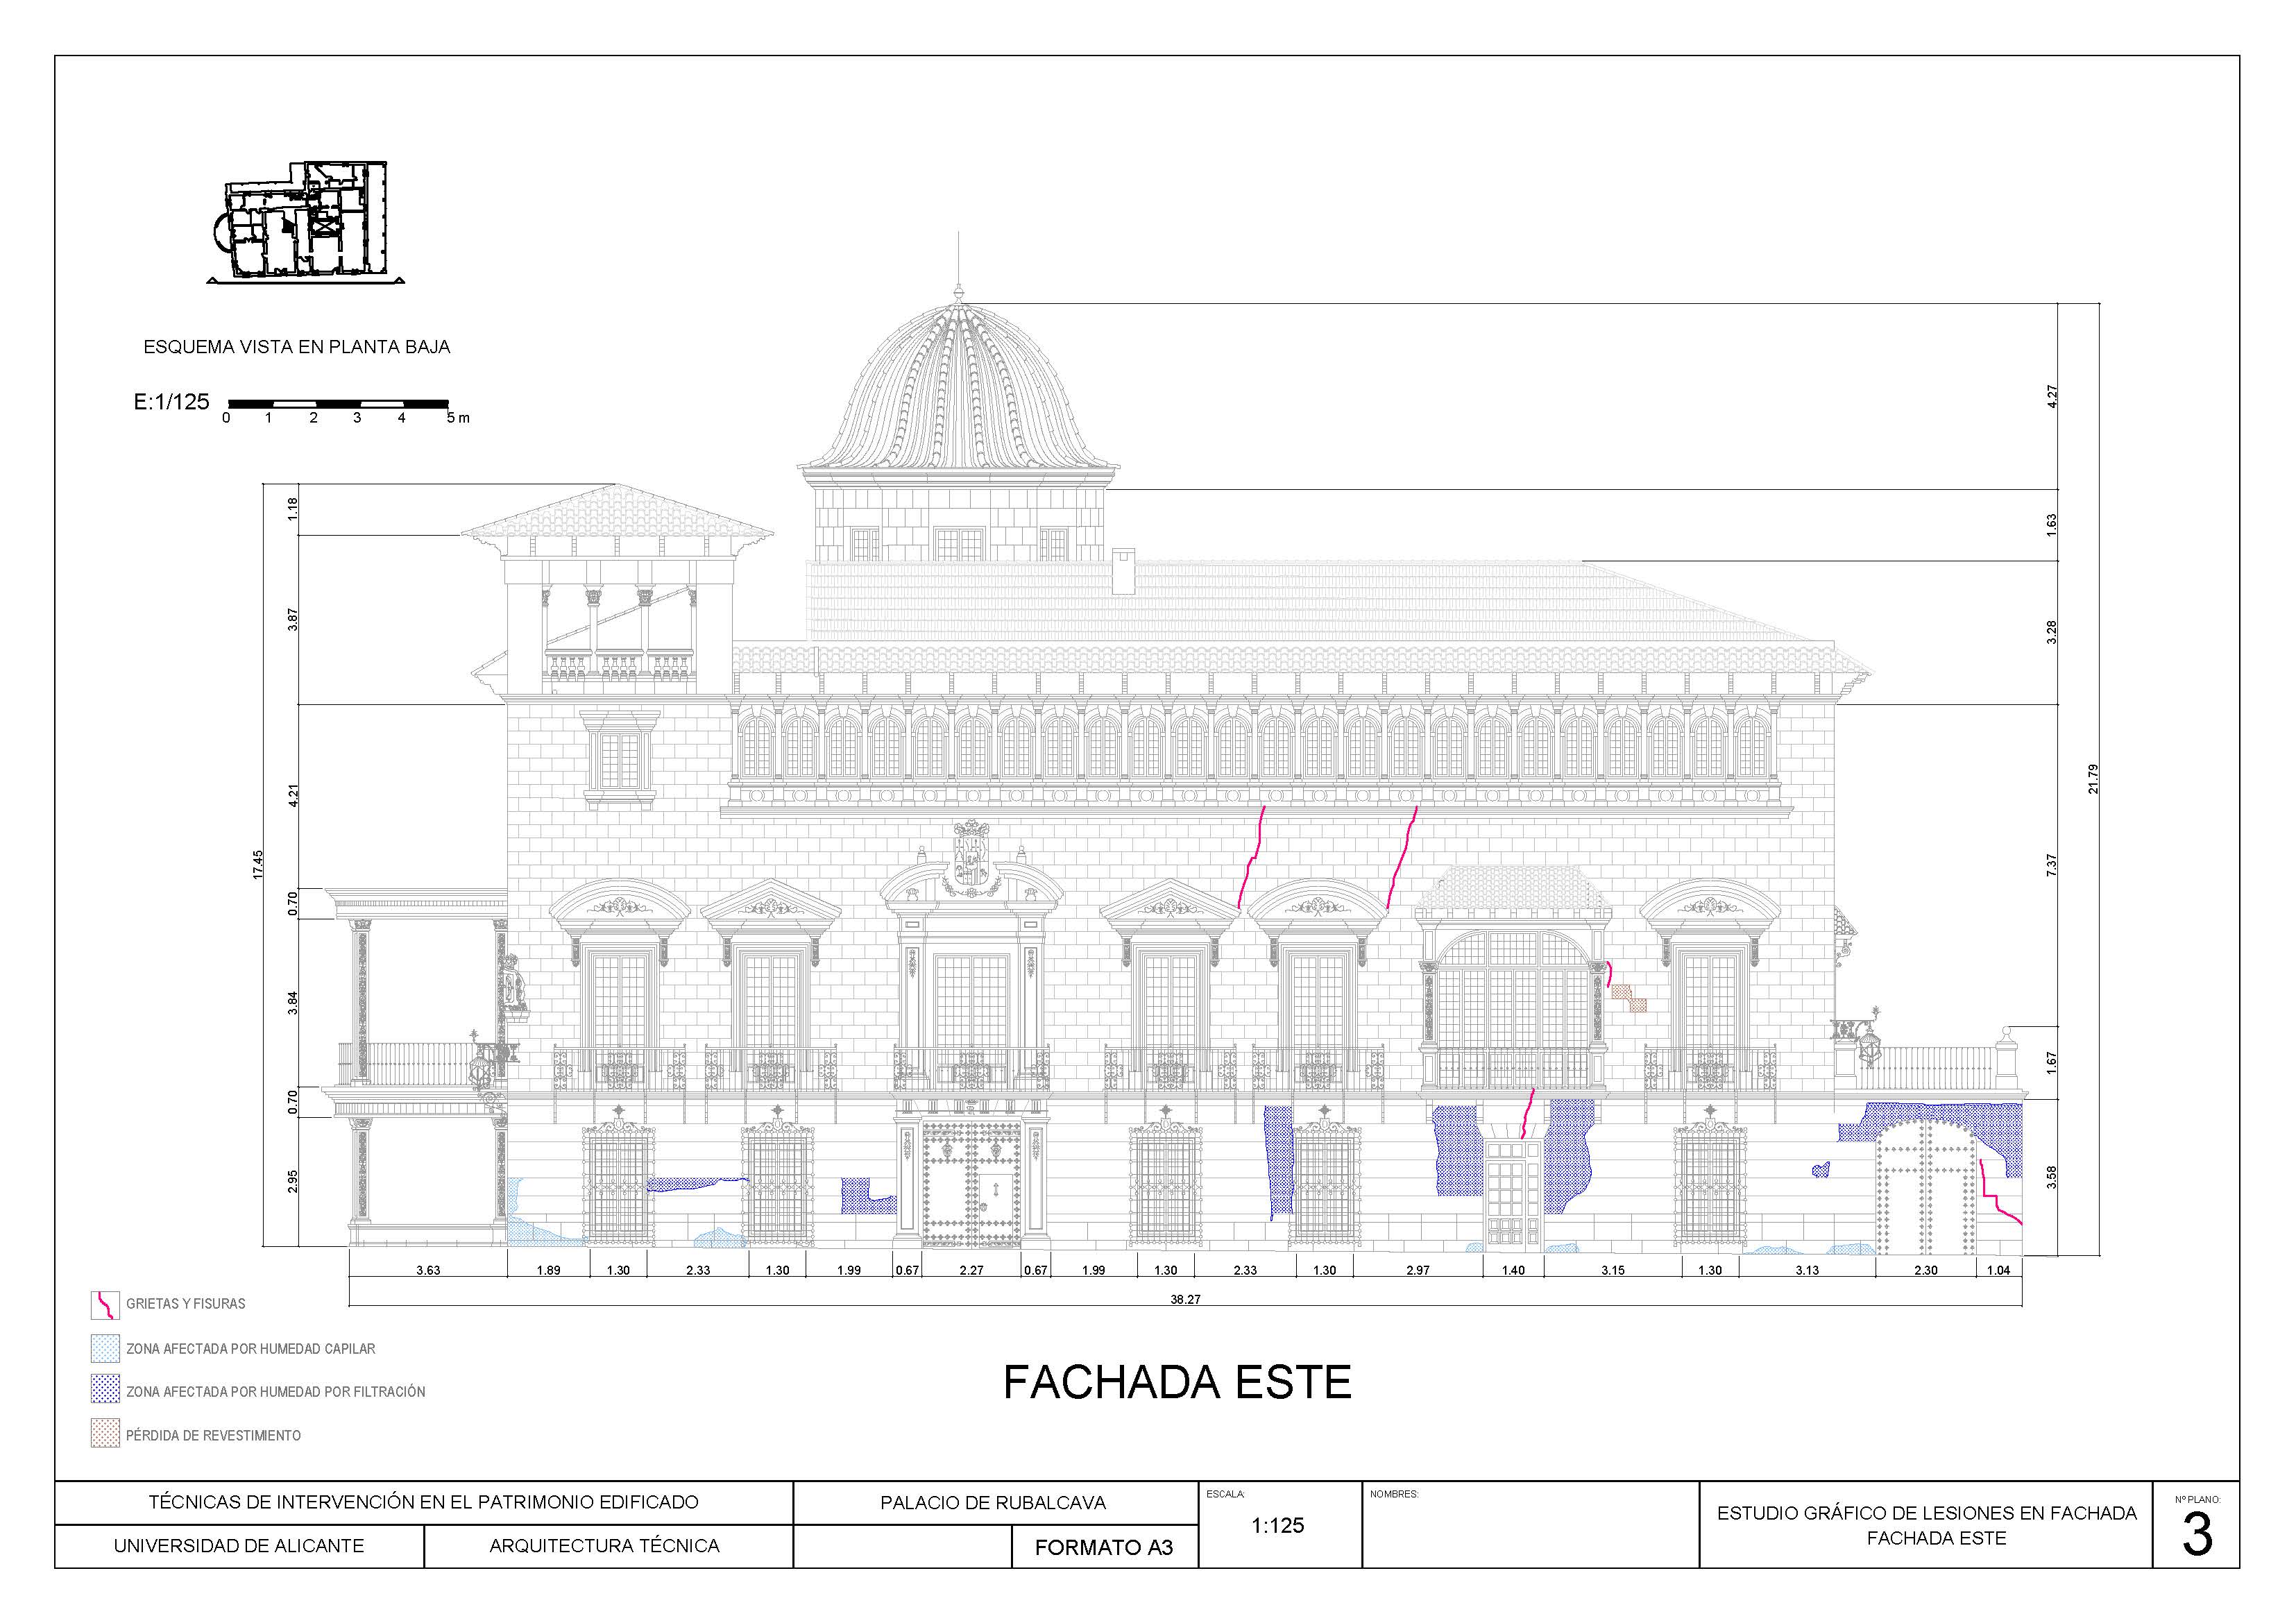 ESQUEMA VISTA EN PLANTA BAJA
E:1/125
0 1 2 3 4 5 m
4.27
1.63
3.28
7.37
1.67
3.58
21.79
1.18
3.87
4.21
0.70
3.84
0.70
2.95
17.45
3.63 1.89 1.30 2.33 1.30 1.99 0.67 2.27 0.67 1.99 1.30 2.33 1.30 2.97 1.40 3.15 1.30 3.13 2.30 1.04
38.27
GRIETAS Y FISURAS
ZONA AFECTADA POR HUMEDAD CAPILAR
ZONA AFECTADA POR HUMEDAD POR FILTRACIÓN
PÉRDIDA DE REVESTIMIENTO
FACHADA ESTE
TÉCNICAS DE INTERVENCIÓN EN EL PATRIMONIO EDIFICADO
UNIVERSIDAD DE ALICANTE
ARQUITECTURA TÉCNICA
PALACIO DE RUBALCAVA
FORMATO A3
ESCALA:
1:125
NOMBRES:
ESTUDIO GRÁFICO DE LESIONES EN FACHADA
FACHADA ESTE
Nº PLANO:
3